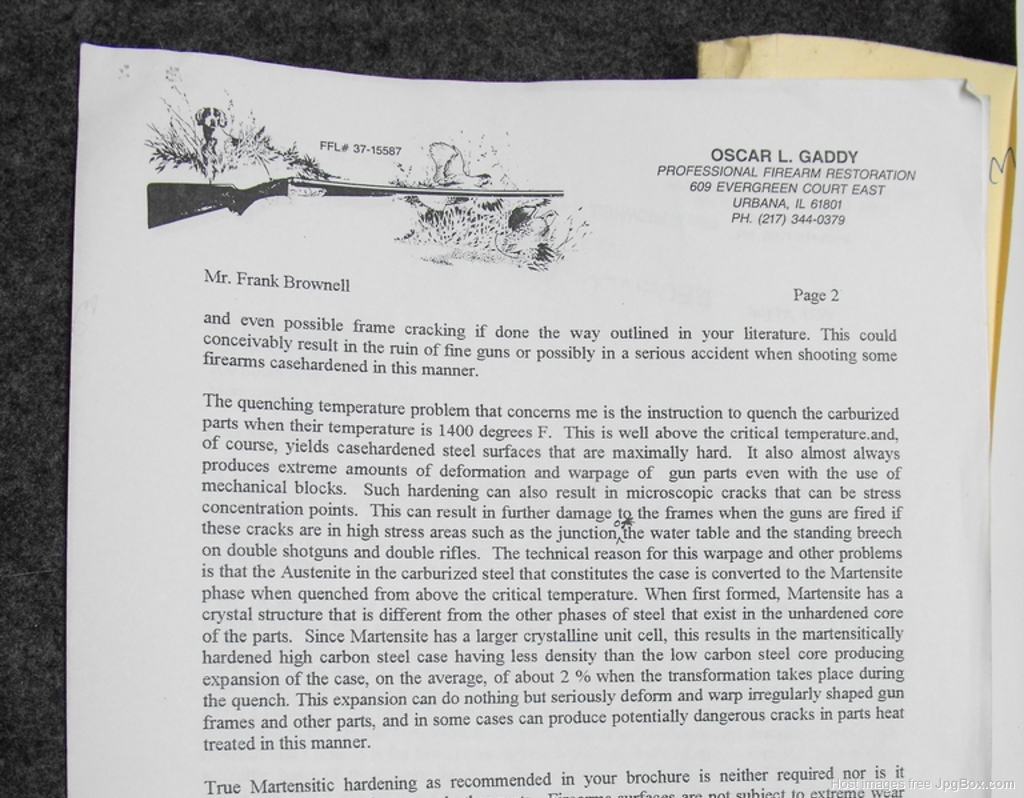 FFL# 37-15587
OSCAR L. GADDY
PROFESSIONAL FIREARM RESTORATION
609 EVERGREEN COURT EAST
URBANA, IL 61801
PH. (217) 344-0379
Mr. Frank Brownell
Page 2
and even possible frame cracking if done the way outlined in your literature. This could
conceivably result in the ruin of fine guns or possibly in a serious accident when shooting some
firearms casehardened in this manner.
The quenching temperature problem that concerns me is the instruction to quench the carburized
parts when their temperature is 1400 degrees F. This is well above the critical temperature.and,
of course, yields casehardened steel surfaces that are maximally hard. It also almost always
produces extreme amounts of deformation and warpage of gun parts even with the use of
mechanical blocks. Such hardening can also result in microscopic cracks that can be stress
concentration points. This can result in further damage to the frames when the guns are fired if
these cracks are in high stress areas such as the junction of the water table and the standing breech
on double shotguns and double rifles. The technical reason for this warpage and other problems
is that the Austenite in the carburized steel that constitutes the case is converted to the Martensite
phase when quenched from above the critical temperature. When first formed, Martensite has a
crystal structure that is different from the other phases of steel that exist in the unhardened core
of the parts. Since Martensite has a larger crystalline unit cell, this results in the martensitically
hardened high carbon steel case having less density than the low carbon steel core producing
expansion of the case, on the average, of about 2 % when the transformation takes place during
the quench. This expansion can do nothing but seriously deform and warp irregularly shaped gun
frames and other parts, and in some cases can produce potentially dangerous cracks in parts heat
treated in this manner.
True Martensitic hardening as recommended in your brochure is neither required nor is it
Firearms surfaces are not subject to extreme wear
Host images free JpgBox.com